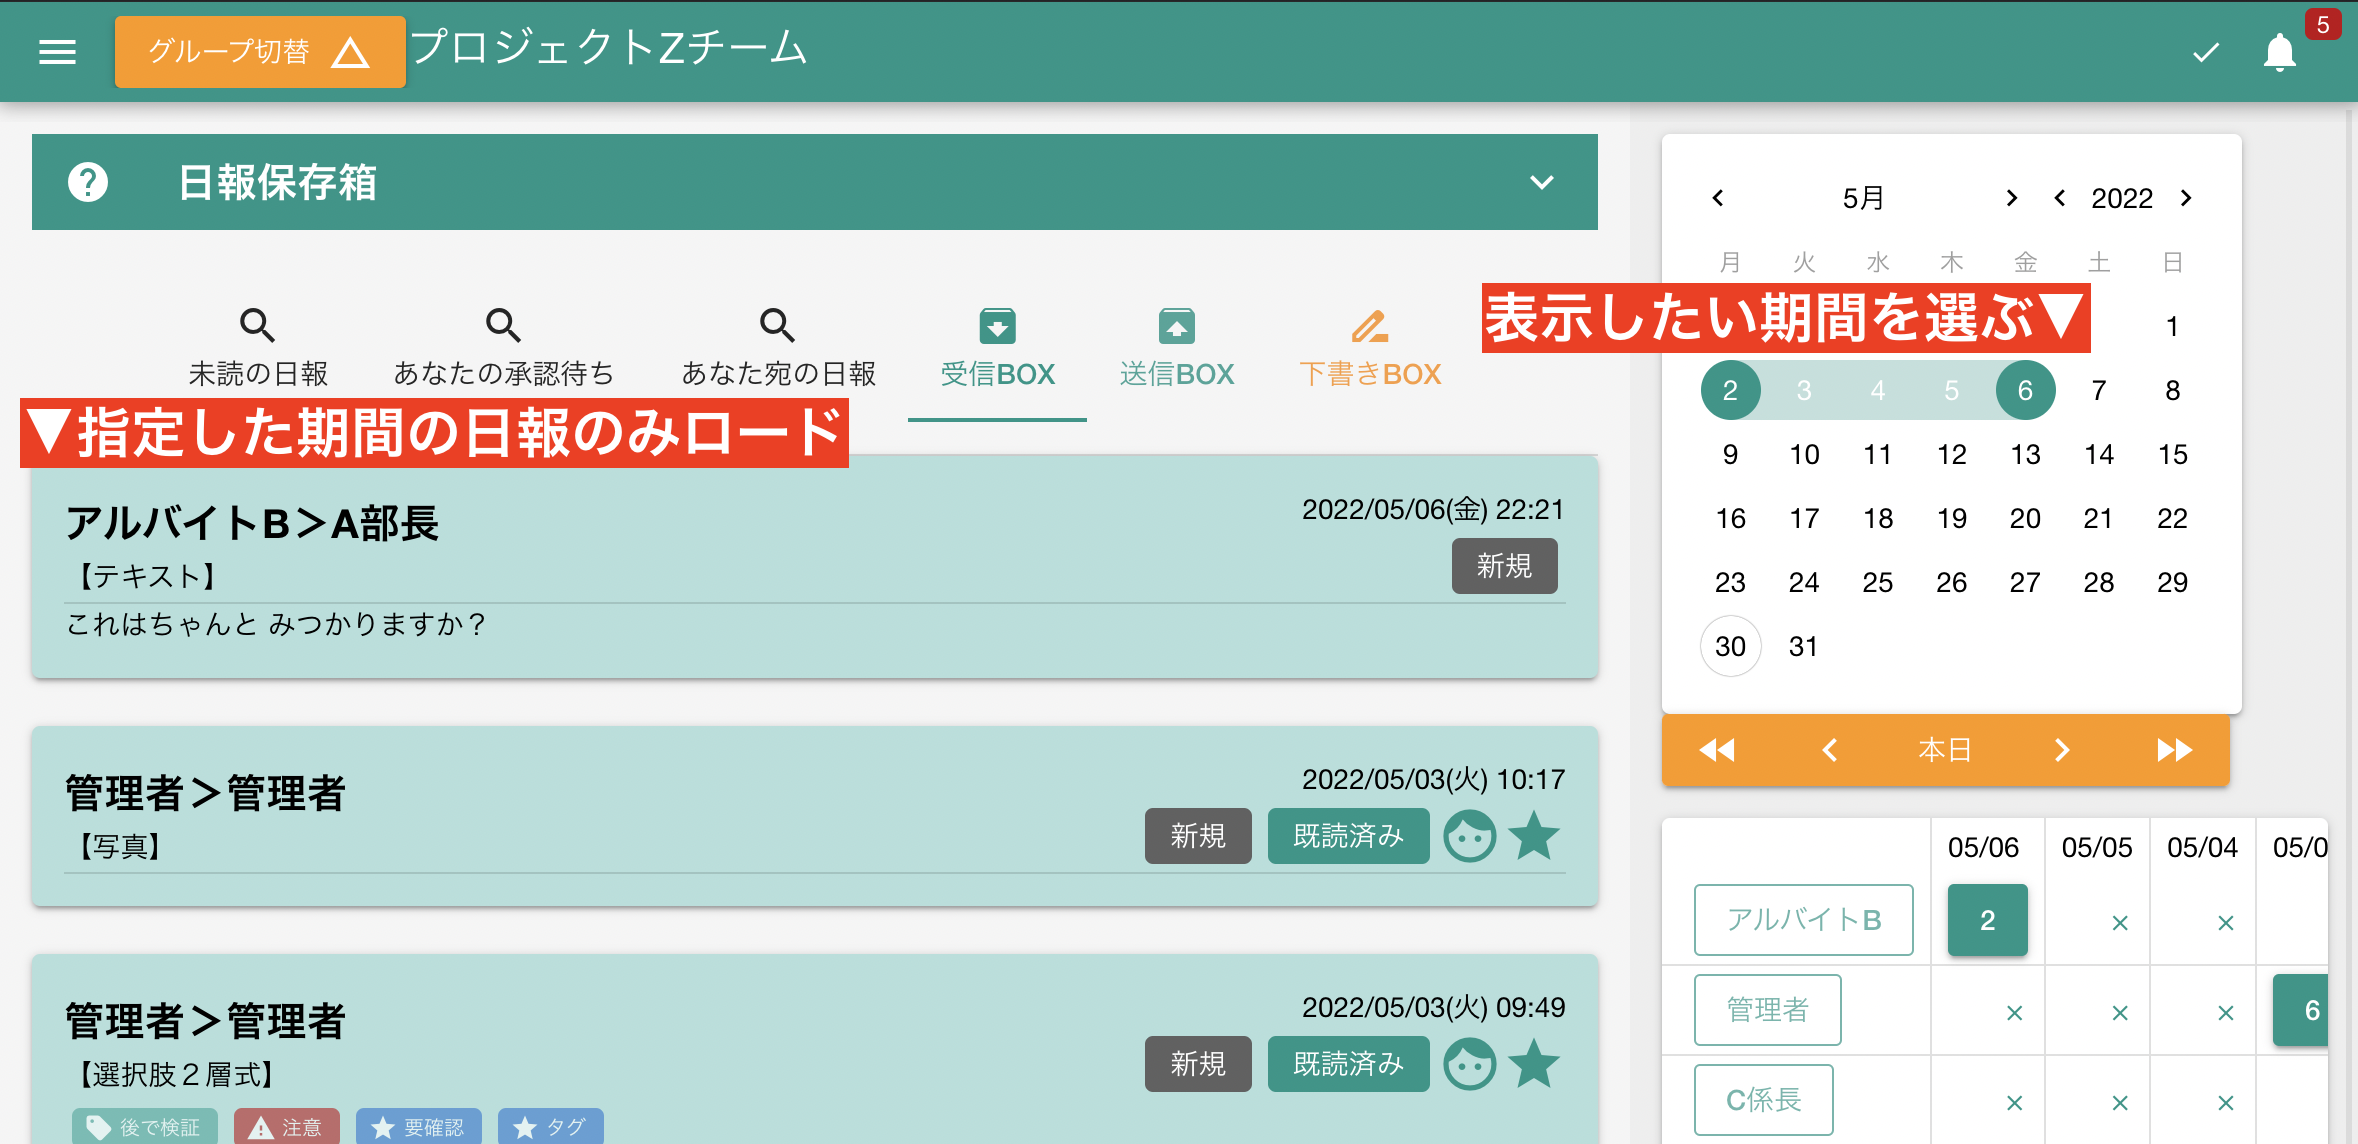 グループ切替 プロジェクトZチーム 5
日報保存箱
未読の日報 あなたの承認待ち あなた宛の日報 受信BOX 送信BOX 下書きBOX
▼指定した期間の日報のみロード
アルバイトB＞A部長
2022/05/06(金) 22:21
【テキスト】
新規
これはちゃんと みつかりますか？
管理者＞管理者
2022/05/03(火) 10:17
【写真】
新規 既読済み
管理者＞管理者
2022/05/03(火) 09:49
【選択肢２層式】
新規 既読済み
後で検証 注意 要確認 タグ
5月 2022
月 火 水 木 金 土 日
表示したい期間を選ぶ▼
1
2 3 4 5 6 7 8
9 10 11 12 13 14 15
16 17 18 19 20 21 22
23 24 25 26 27 28 29
30 31
本日
05/06 05/05 05/04 05/0
アルバイトB 2 × ×
管理者 × × × 6
C係長 × × ×